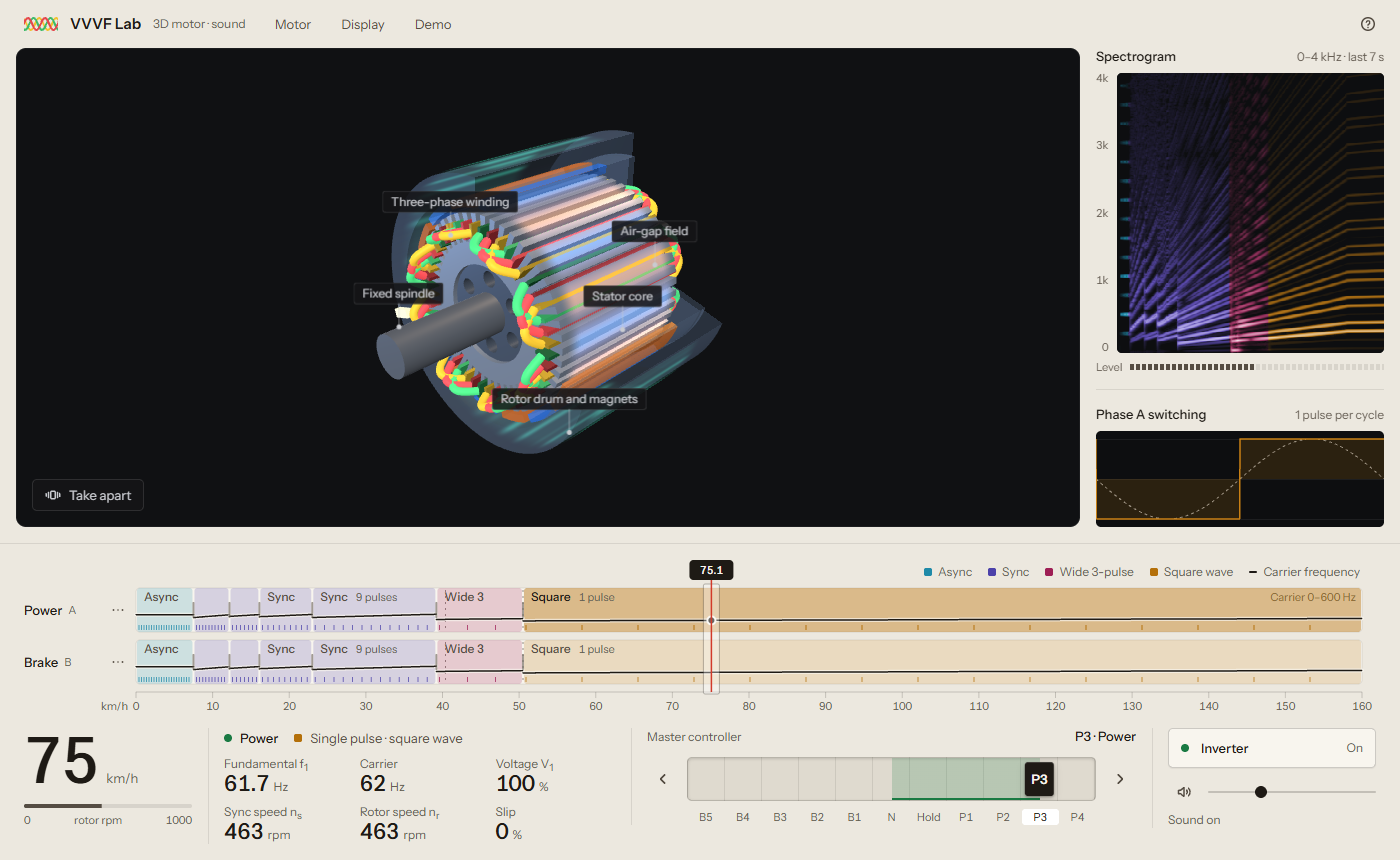 VVVF Lab 3D motor · sound Motor Display Demo
Three-phase winding
Air-gap field
Fixed spindle
Stator core
Rotor drum and magnets
Take apart
Spectrogram 0–4 kHz · last 7 s
4k
3k
2k
1k
0
Level
Phase A switching 1 pulse per cycle
75.1
Async Sync Wide 3-pulse Square wave Carrier frequency
Power A ··· Async Sync Sync 9 pulses Wide 3 Square 1 pulse Carrier 0–600 Hz
Brake B ··· Async Sync Sync 9 pulses Wide 3 Square 1 pulse
km/h 0 10 20 30 40 50 60 70 80 90 100 110 120 130 140 150 160
75 km/h
0 rotor rpm 1000
Power Single pulse · square wave
Fundamental f1 Carrier Voltage V1
61.7 Hz 62 Hz 100 %
Sync speed ns Rotor speed nr Slip
463 rpm 463 rpm 0 %
Master controller P3 · Power
P3
B5 B4 B3 B2 B1 N Hold P1 P2 P3 P4
Inverter On
Sound on